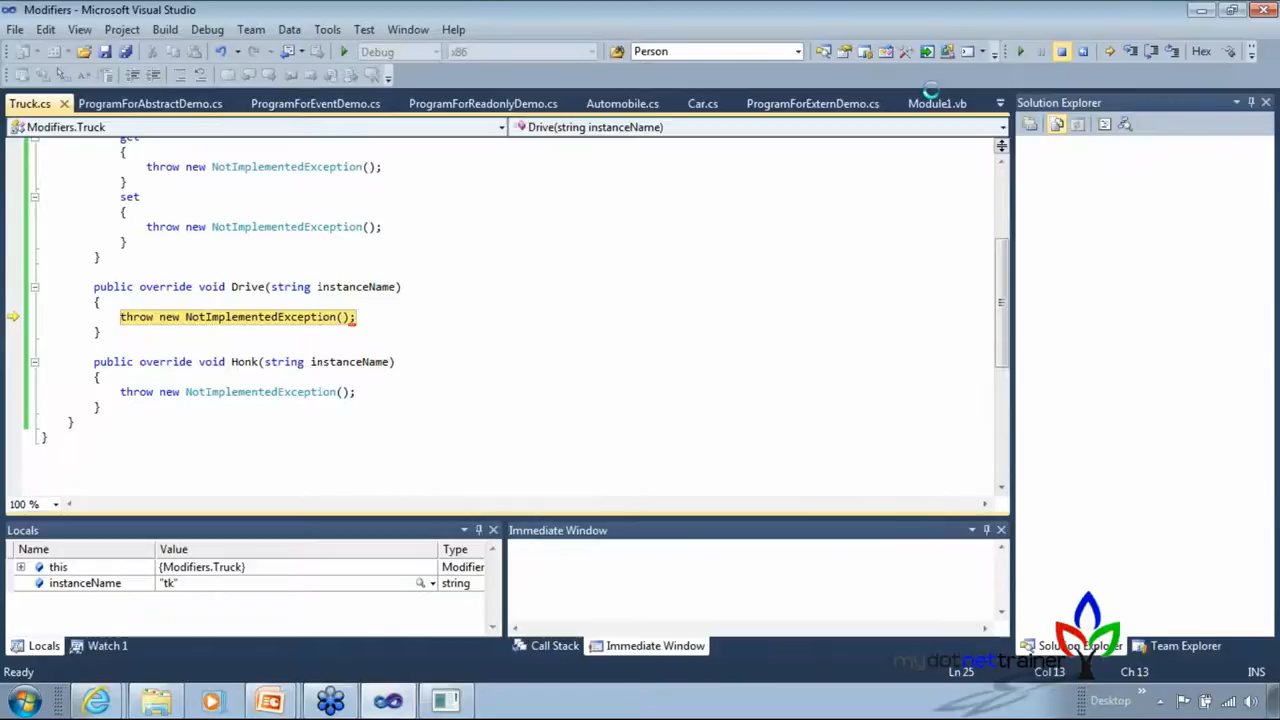 Modifiers - Microsoft Visual Studio
File Edit View Project Build Debug Team Data Tools Test Window Help
Debug x86 Person Hex
Truck.cs ProgramForAbstractDemo.cs ProgramForEventDemo.cs ProgramForReadonlyDemo.cs Automobile.cs Car.cs ProgramForExternDemo.cs Module1.vb Solution Explorer
Modifiers.Truck Drive(string instanceName)
get
{
throw new NotImplementedException();
}
set
{
throw new NotImplementedException();
}
}
public override void Drive(string instanceName)
{
throw new NotImplementedException();
}
public override void Honk(string instanceName)
{
throw new NotImplementedException();
}
}
}
100 %
Locals Immediate Window
Name Value Type
this {Modifiers.Truck} Modifier
instanceName "tk" string
Locals Watch 1 Call Stack Immediate Window Solution Explorer Team Explorer
mydotnettrainer
Ready Ln 25 Col 13 Ch 13 INS
Desktop